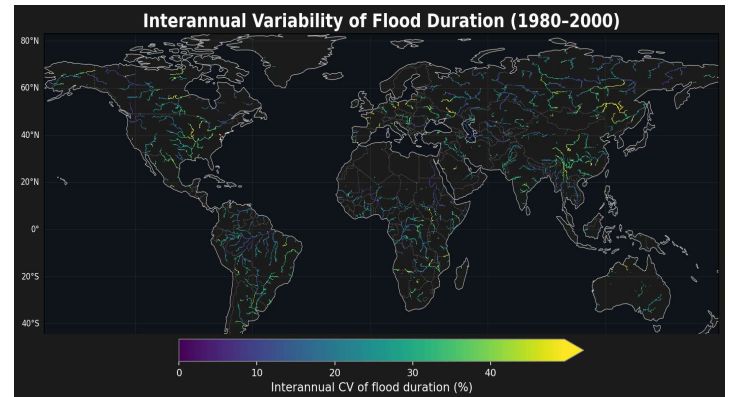 Interannual Variability of Flood Duration (1980–2000)
80°N
60°N
40°N
20°N
0°
20°S
40°S
0 10 20 30 40
Interannual CV of flood duration (%)